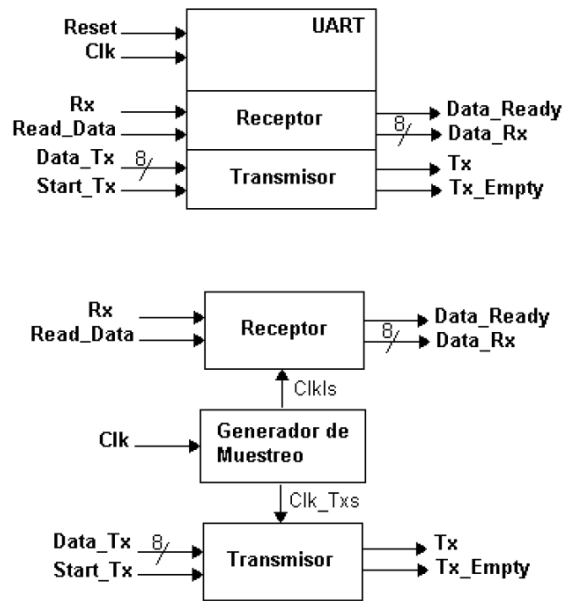 Reset
UART
Clk
Rx
Receptor
Data_Ready
Read_Data
8
Data_Rx
Data_Tx
8
Transmisor
Tx
Start_Tx
Tx_Empty
Rx
Receptor
Data_Ready
Read_Data
8
Data_Rx
Clkls
Clk
Generador de
Muestreo
Clk_Txs
Data_Tx
8
Transmisor
Tx
Start_Tx
Tx_Empty